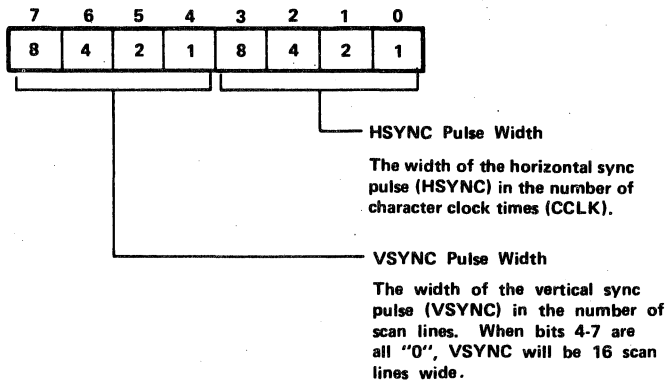 7 6 5 4 3 2 1 0
8 4 2 1 8 4 2 1
HSYNC Pulse Width
The width of the horizontal sync
pulse (HSYNC) in the number of
character clock times (CCLK).
VSYNC Pulse Width
The width of the vertical sync
pulse (VSYNC) in the number of
scan lines. When bits 4-7 are
all "0", VSYNC will be 16 scan
lines wide.